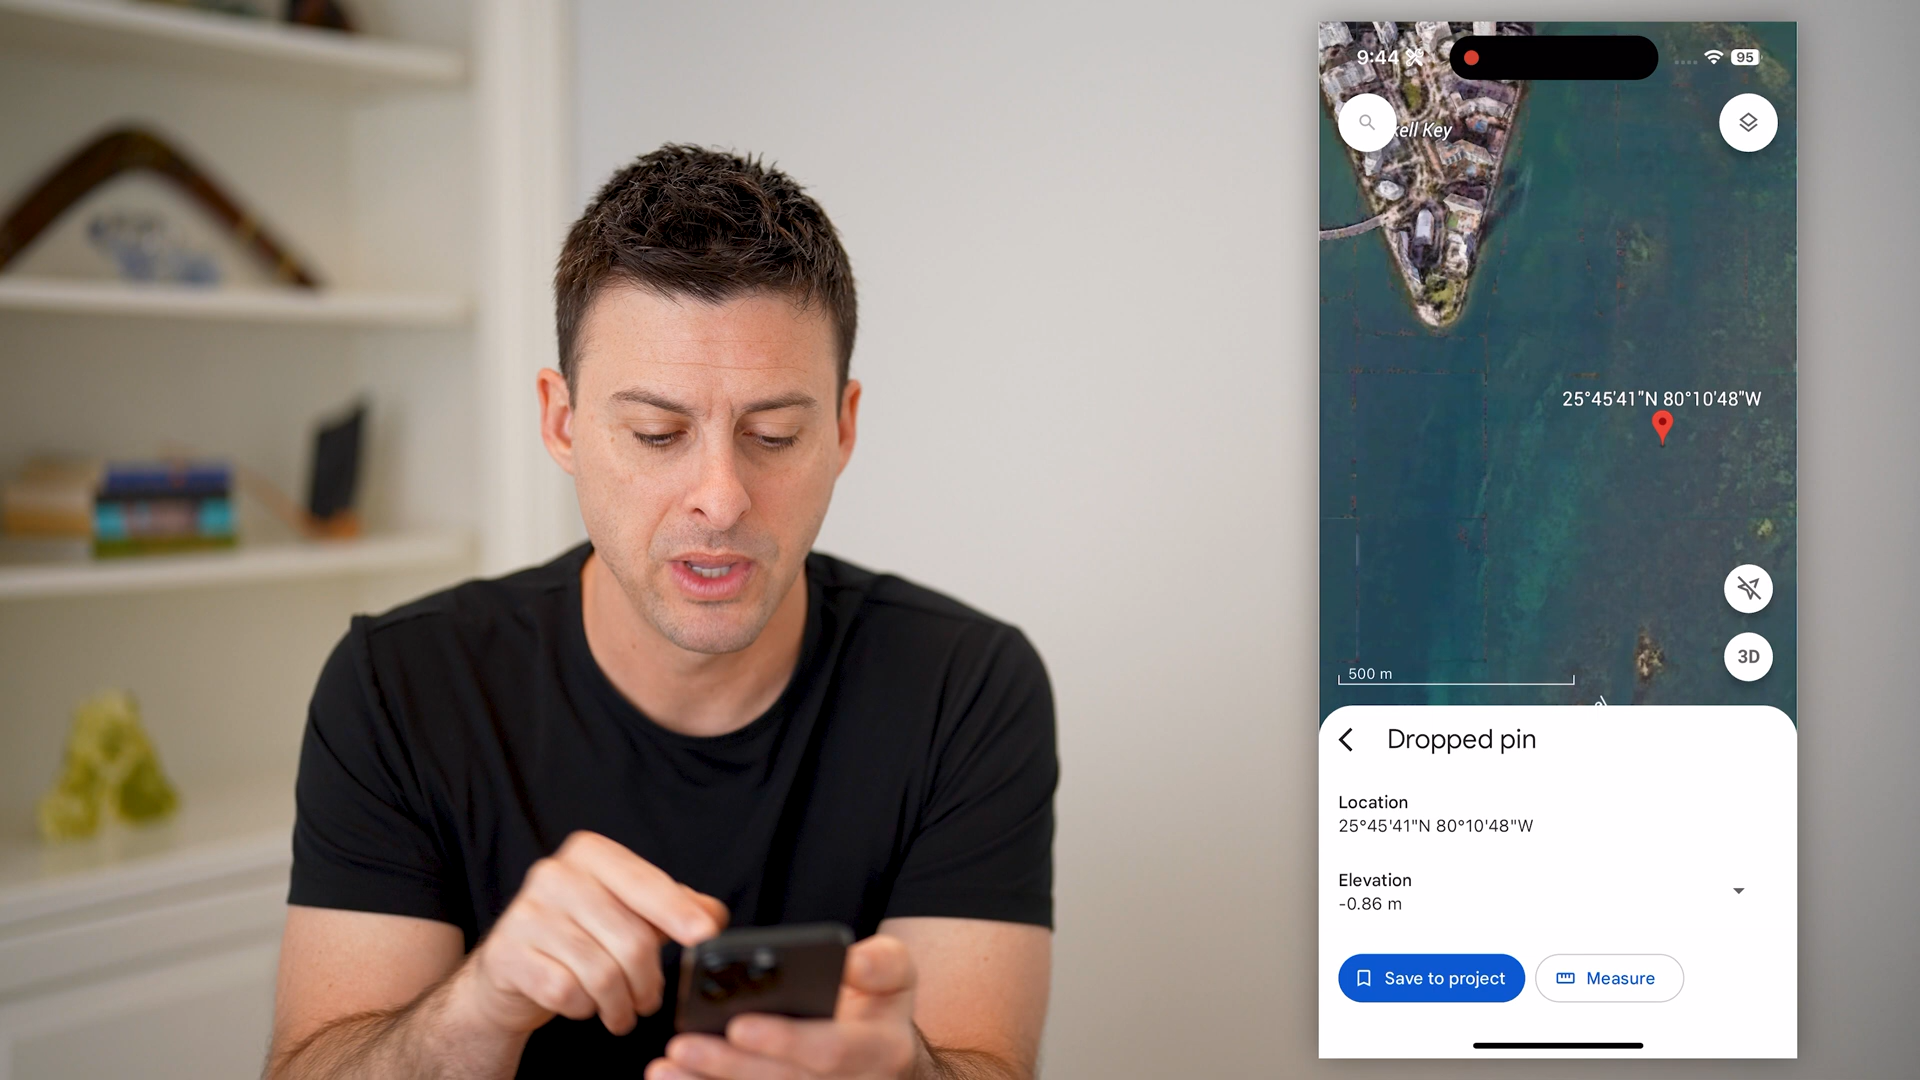 9:44
95
kell Key
25°45'41"N 80°10'48"W
3D
500 m
Dropped pin
Location
25°45'41"N 80°10'48"W
Elevation
-0.86 m
Save to project
Measure